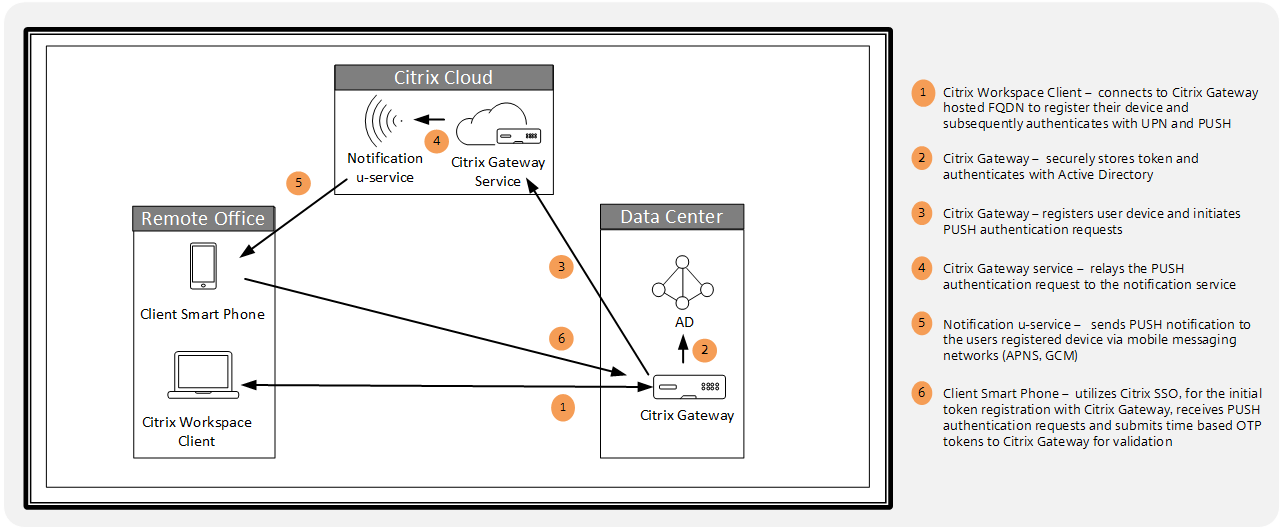 Citrix Cloud
4
Notification
u-service
Citrix Gateway
Service
5
Remote Office
Client Smart Phone
Citrix Workspace
Client
Data Center
AD
2
Citrix Gateway
3
6
1
1 Citrix Workspace Client – connects to Citrix Gateway
hosted FQDN to register their device and
subsequently authenticates with UPN and PUSH
2 Citrix Gateway – securely stores token and
authenticates with Active Directory
3 Citrix Gateway – registers user device and initiates
PUSH authentication requests
4 Citrix Gateway service – relays the PUSH
authentication request to the notification service
5 Notification u-service – sends PUSH notification to
the users registered device via mobile messaging
networks (APNS, GCM)
6 Client Smart Phone – utilizes Citrix SSO, for the initial
token registration with Citrix Gateway, receives PUSH
authentication requests and submits time based OTP
tokens to Citrix Gateway for validation